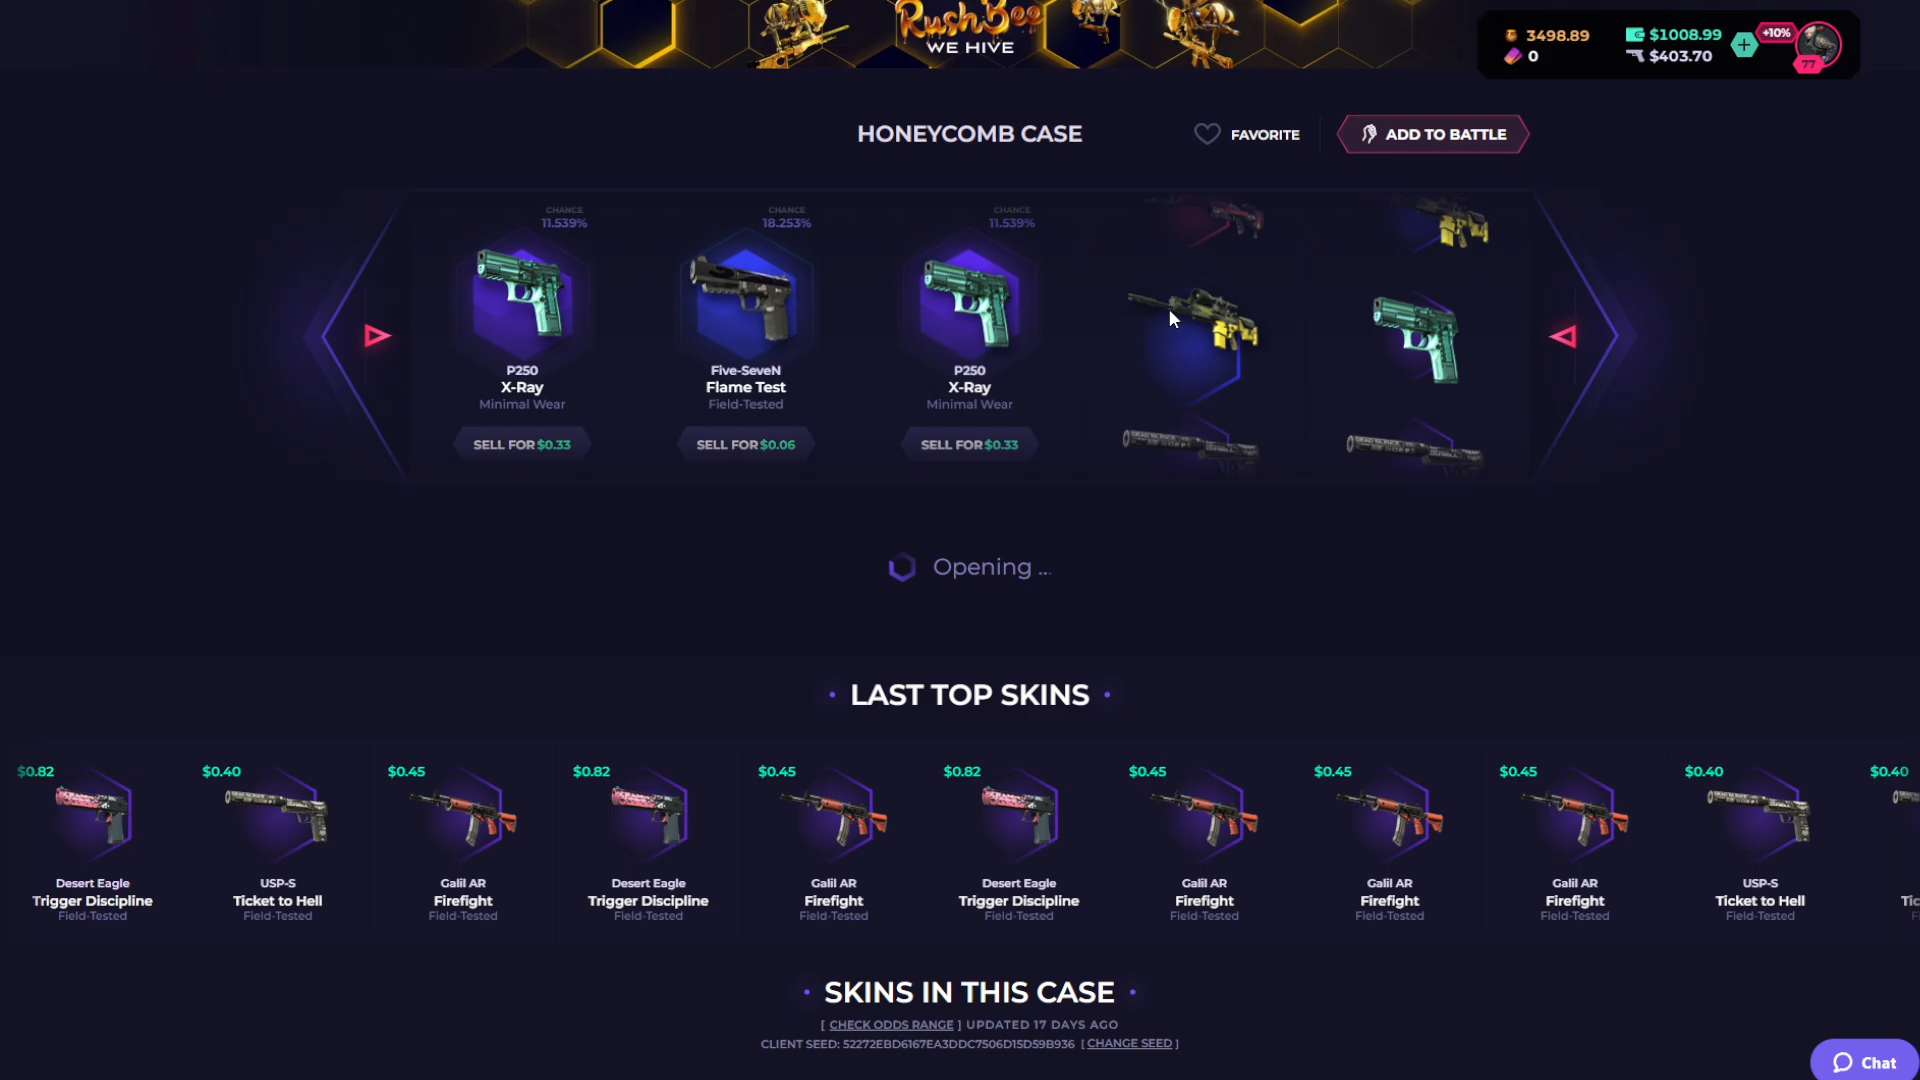 RushBee
WE HIVE
3498.89
$1008.99
+10%
0
$403.70
77
HONEYCOMB CASE
FAVORITE
ADD TO BATTLE
CHANCE
11.539%
CHANCE
18.253%
CHANCE
11.539%
P250
X-Ray
Minimal Wear
SELL FOR $0.33
Five-SeveN
Flame Test
Field-Tested
SELL FOR $0.06
P250
X-Ray
Minimal Wear
SELL FOR $0.33
Opening ...
LAST TOP SKINS
$0.82
Desert Eagle
Trigger Discipline
Field-Tested
$0.40
USP-S
Ticket to Hell
Field-Tested
$0.45
Galil AR
Firefight
Field-Tested
$0.82
Desert Eagle
Trigger Discipline
Field-Tested
$0.45
Galil AR
Firefight
Field-Tested
$0.82
Desert Eagle
Trigger Discipline
Field-Tested
$0.45
Galil AR
Firefight
Field-Tested
$0.45
Galil AR
Firefight
Field-Tested
$0.45
Galil AR
Firefight
Field-Tested
$0.40
USP-S
Ticket to Hell
Field-Tested
$0.40
SKINS IN THIS CASE
[ CHECK ODDS RANGE ] UPDATED 17 DAYS AGO
CLIENT SEED: 52272EBD6167EA3DDC7506D15D59B936 [ CHANGE SEED ]
Chat